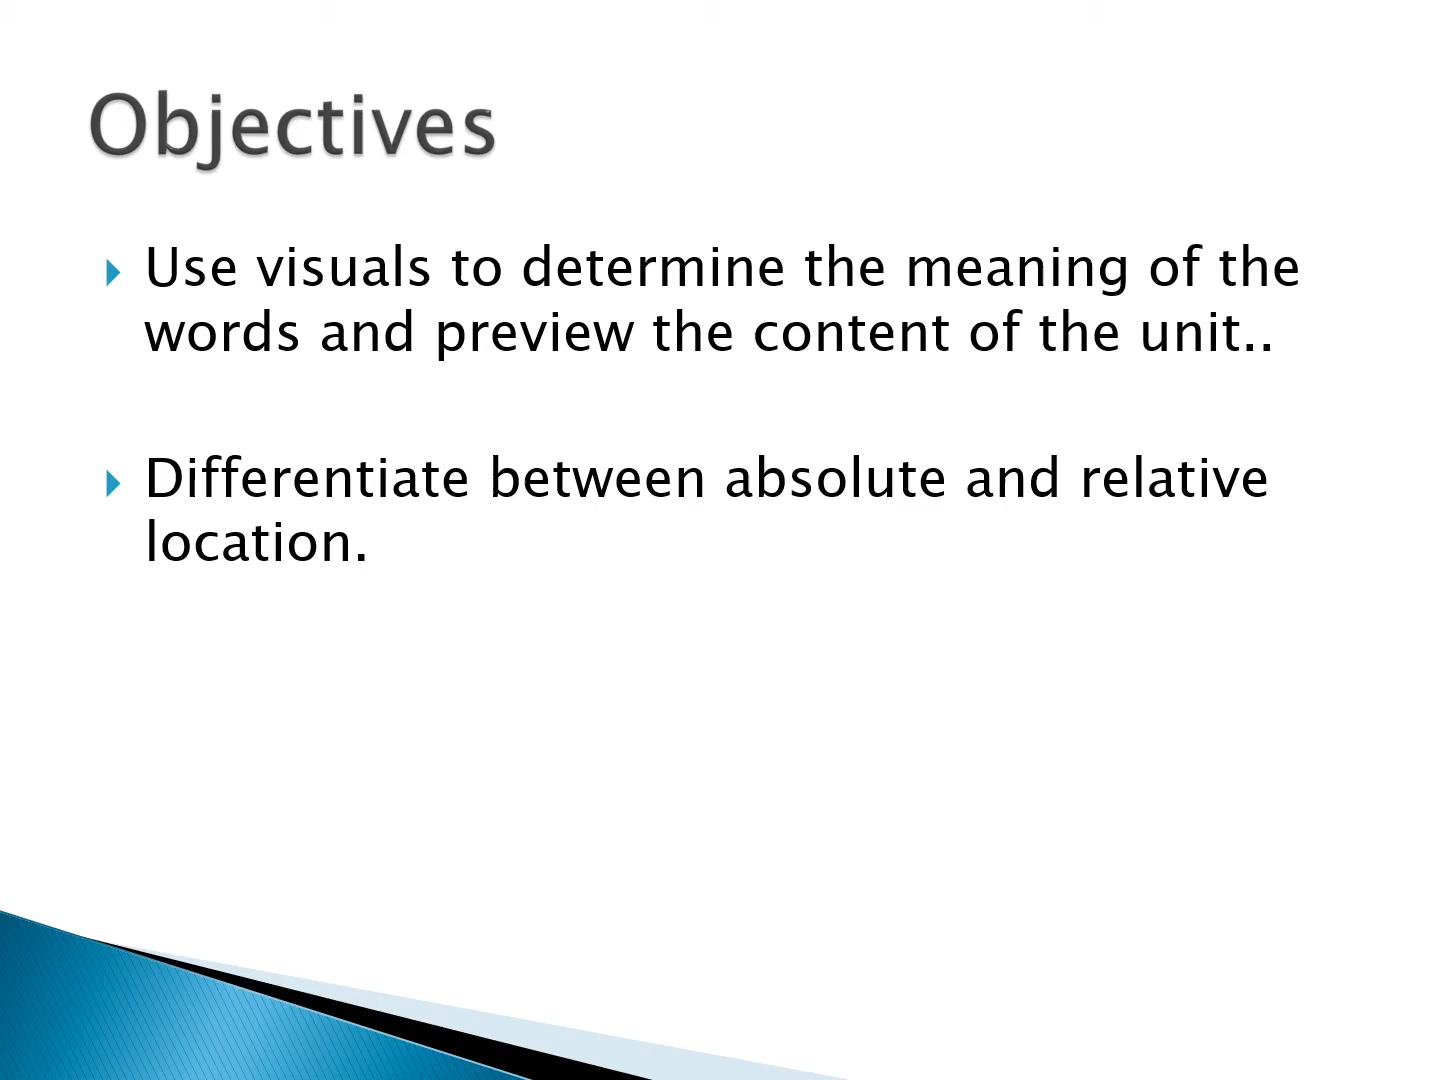 Objectives
Use visuals to determine the meaning of the
words and preview the content of the unit..
Differentiate between absolute and relative
location.